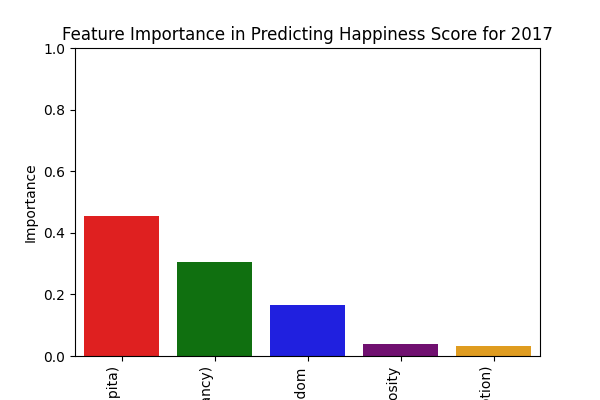 Feature Importance in Predicting Happiness Score for 2017
1.0
0.8
0.6
0.4
0.2
0.0
Importance
pita)
ancy)
dom
osity
tion)